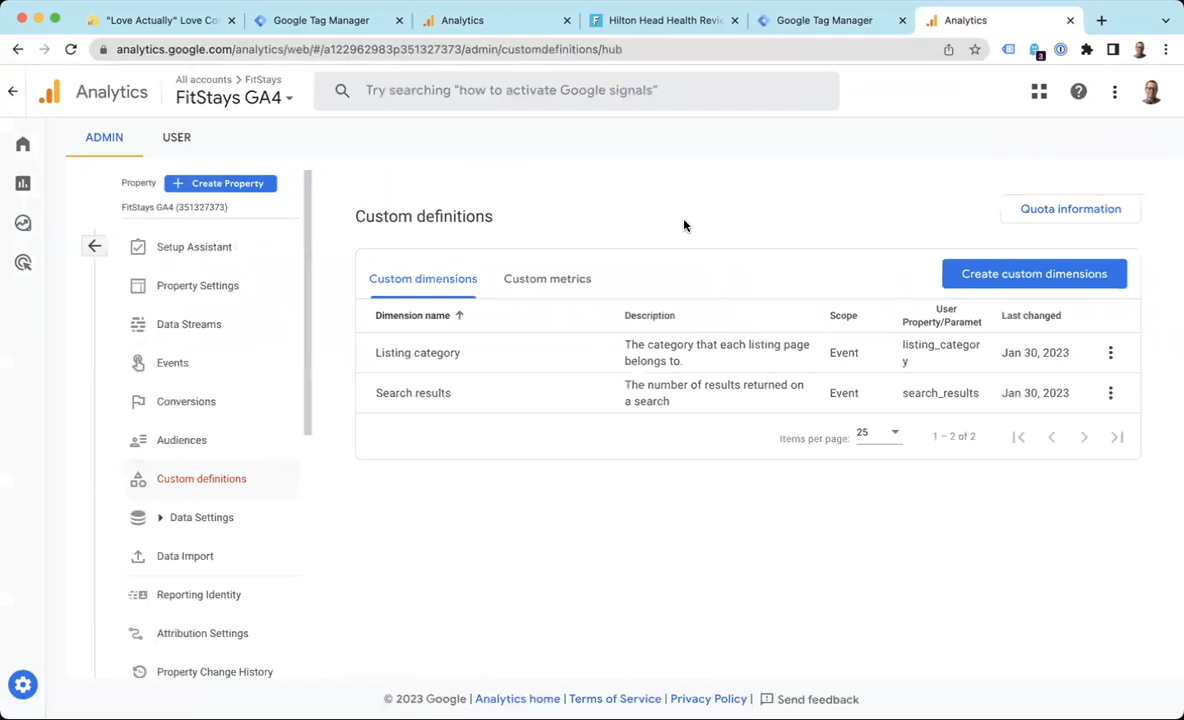 "Love Actually" Love Co
Google Tag Manager
Analytics
Hilton Head Health Revi
Google Tag Manager
Analytics
analytics.google.com/analytics/web/#/a122962983p351327373/admin/customdefinitions/hub
3
Analytics
All accounts > FitStays
FitStays GA4
Try searching "how to activate Google signals"
ADMIN
USER
Property
+ Create Property
FitStays GA4 (351327373)
Setup Assistant
Property Settings
Data Streams
Events
Conversions
Audiences
Custom definitions
Data Settings
Data Import
Reporting Identity
Attribution Settings
Property Change History
Custom definitions
Quota information
Custom dimensions
Custom metrics
Create custom dimensions
Dimension name
Description
Scope
User
Property/Paramet
Last changed
Listing category
The category that each listing page
belongs to.
Event
listing_categor
y
Jan 30, 2023
Search results
The number of results returned on
a search
Event
search_results
Jan 30, 2023
Items per page:
25
1 – 2 of 2
© 2023 Google | Analytics home | Terms of Service | Privacy Policy | Send feedback